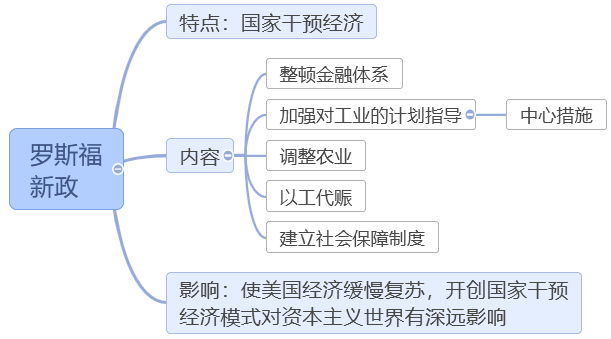 罗斯福
新政
特点：国家干预经济
内容
整顿金融体系
加强对工业的计划指导
中心措施
调整农业
以工代赈
建立社会保障制度
影响：使美国经济缓慢复苏，开创国家干预
经济模式对资本主义世界有深远影响